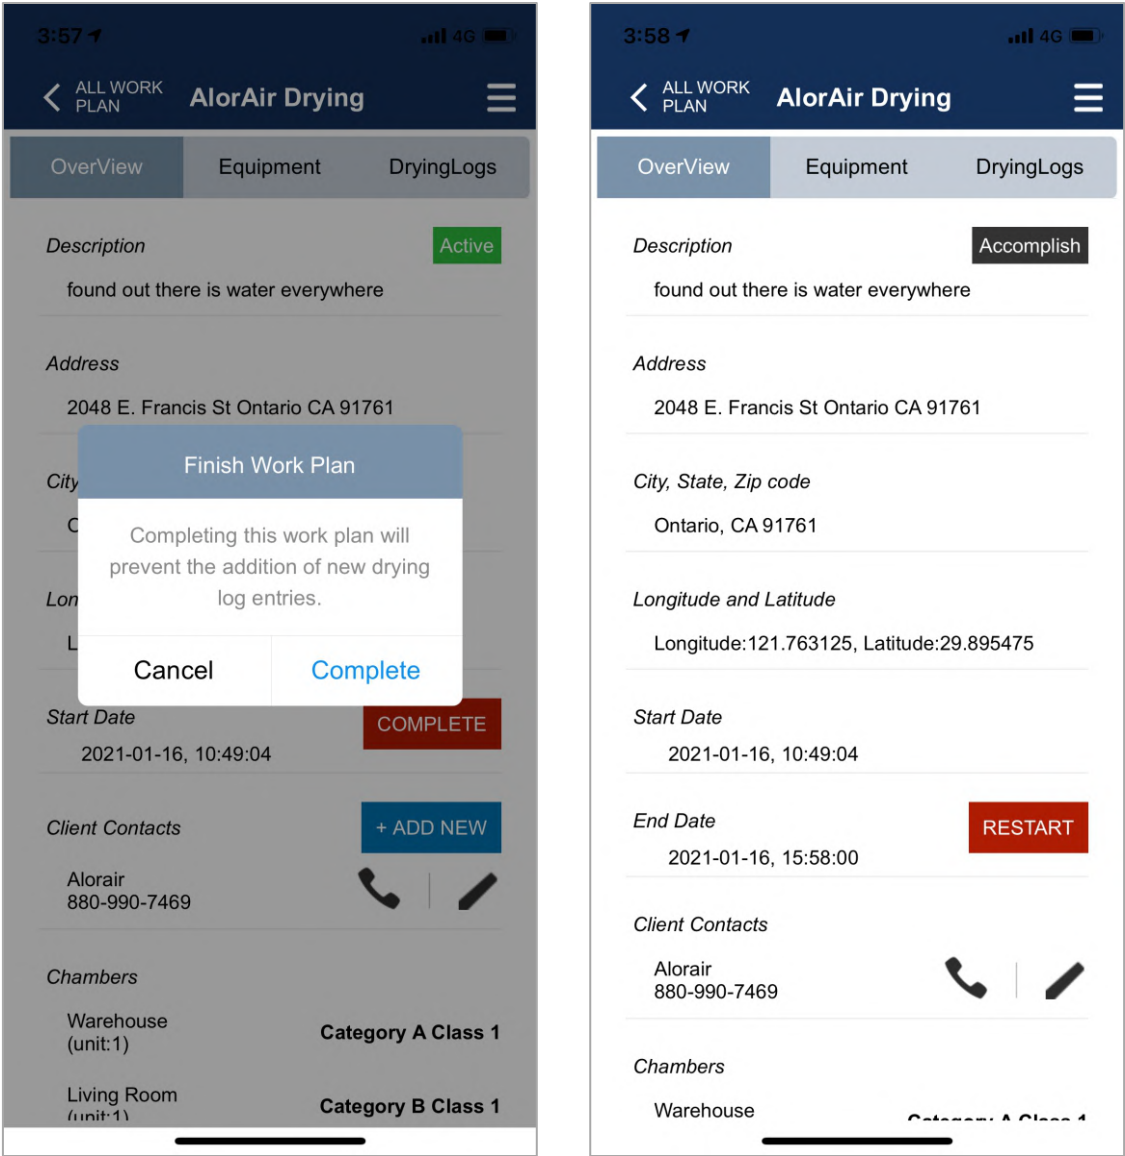 3:57
4G
ALL WORK
PLAN
AlorAir Drying
OverView
Equipment
DryingLogs
Description
Active
found out there is water everywhere
Address
2048 E. Francis St Ontario CA 91761
City
Finish Work Plan
Completing this work plan will
prevent the addition of new drying
log entries.
Lon
L
Cancel
Complete
Start Date
COMPLETE
2021-01-16, 10:49:04
Client Contacts
+ ADD NEW
Alorair
880-990-7469
Chambers
Warehouse
(unit:1)
Category A Class 1
Living Room
(unit:1)
Category B Class 1
3:58
4G
ALL WORK
PLAN
AlorAir Drying
OverView
Equipment
DryingLogs
Description
Accomplish
found out there is water everywhere
Address
2048 E. Francis St Ontario CA 91761
City, State, Zip code
Ontario, CA 91761
Longitude and Latitude
Longitude:121.763125, Latitude:29.895475
Start Date
2021-01-16, 10:49:04
End Date
RESTART
2021-01-16, 15:58:00
Client Contacts
Alorair
880-990-7469
Chambers
Warehouse
Category A Class 1